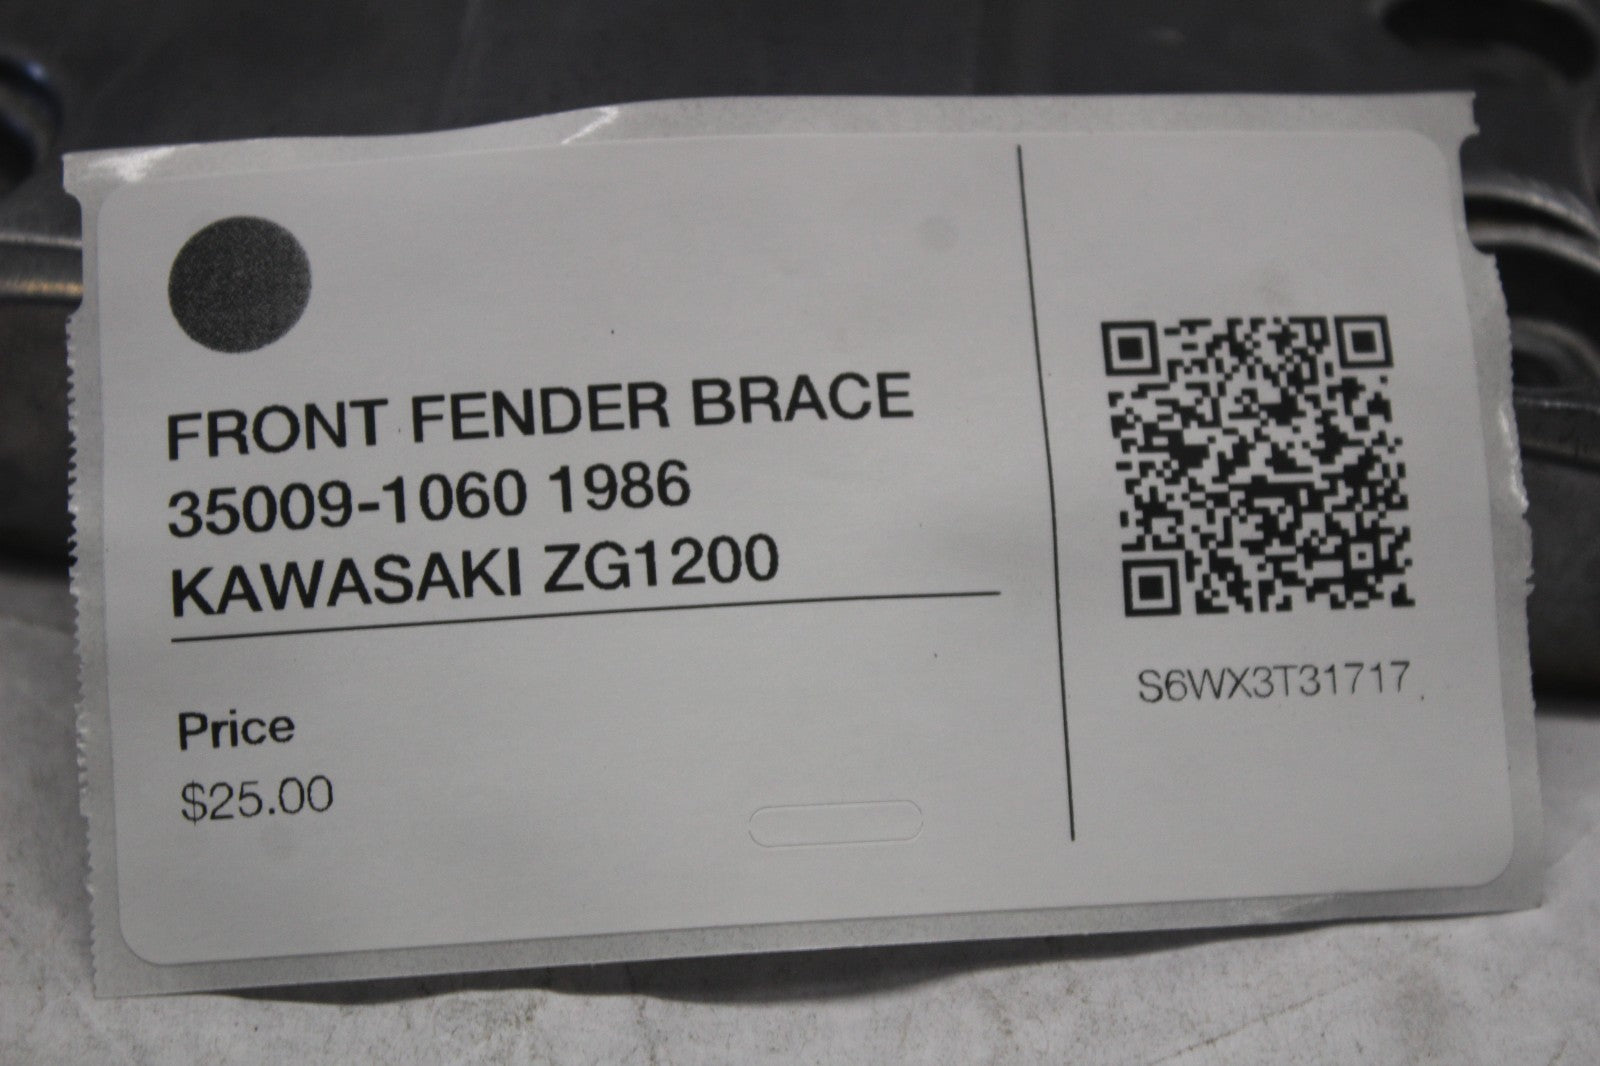 FRONT FENDER BRACE
35009-1060 1986
KAWASAKI ZG1200
Price
$25.00
S6WX3T31717